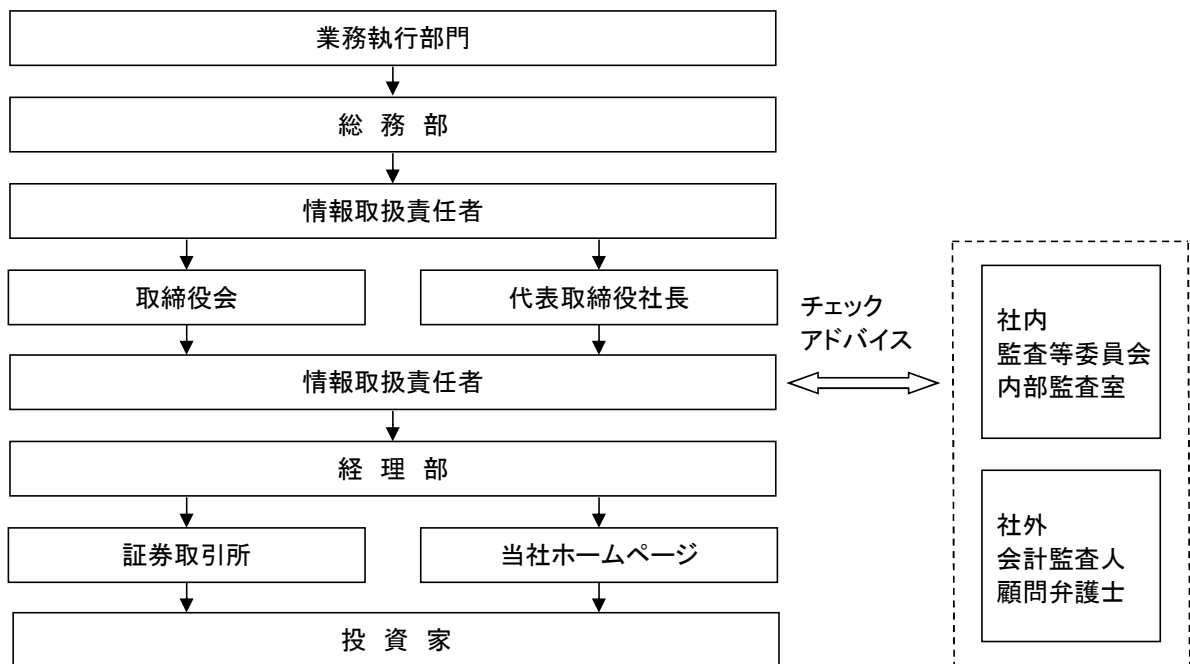 業務執行部門
総 務 部
情報取扱責任者
取締役会
代表取締役社長
情報取扱責任者
経 理 部
証券取引所
当社ホームページ
投 資 家
チェック
アドバイス
社内
監査等委員会
内部監査室
社外
会計監査人
顧問弁護士